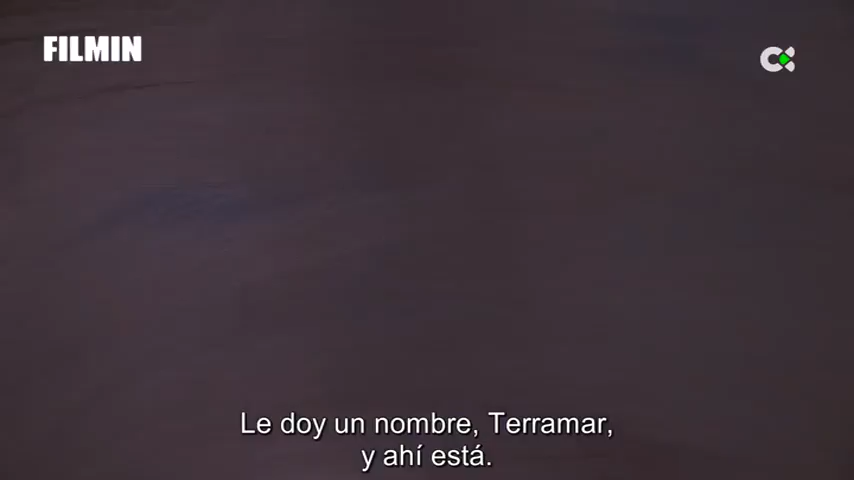 FILMIN
Le doy un nombre, Terramar,
y ahí está.